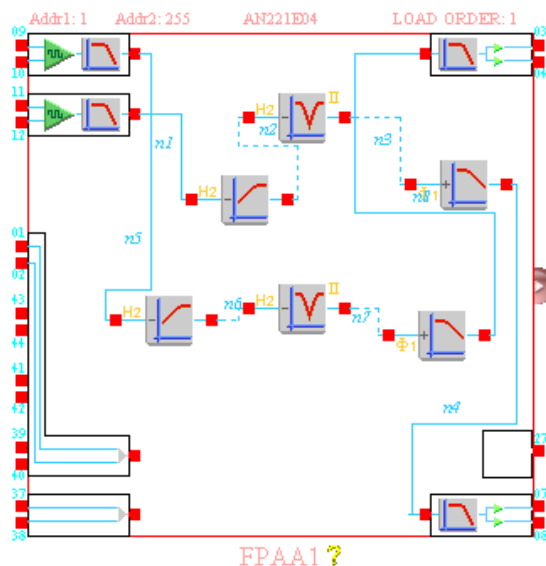 Addr1: 1 Addr2: 255 AN221E04 LOAD ORDER: 1
09 03
10 04
11
12
n1 H2 n2 II n3
H2 Φ1
01
n5
02
43 H2 n6 H2 II n7 Φ1
44
41
42 n4
39 27
40
37 07
38 08
FPAA1 ?